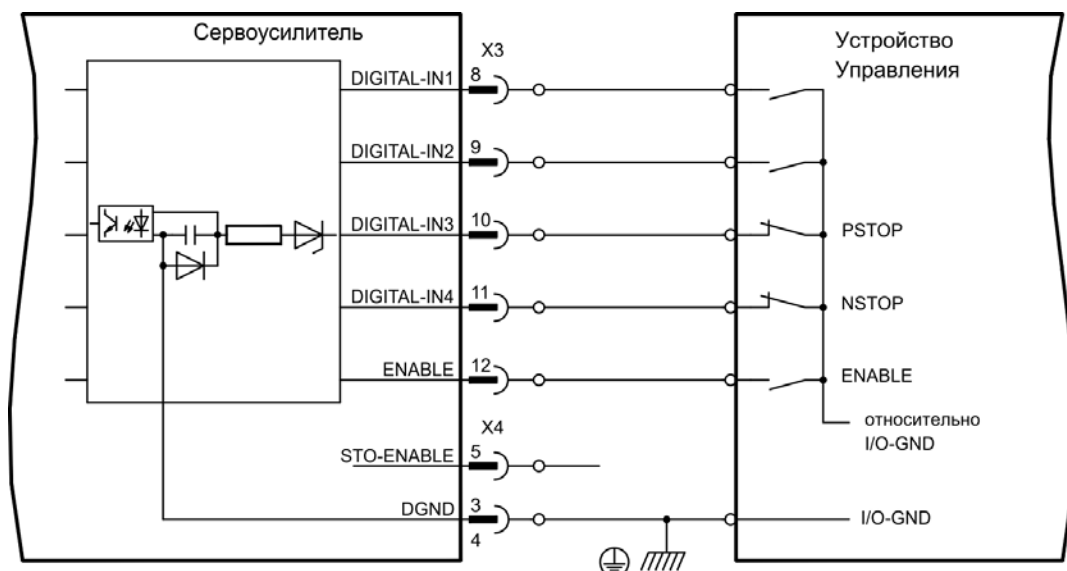 Сервоусилитель
Устройство
Управления
X3
DIGITAL-IN1
8
DIGITAL-IN2
9
DIGITAL-IN3
10
PSTOP
DIGITAL-IN4
11
NSTOP
ENABLE
12
ENABLE
относительно
I/O-GND
X4
STO-ENABLE
5
DGND
3
4
I/O-GND